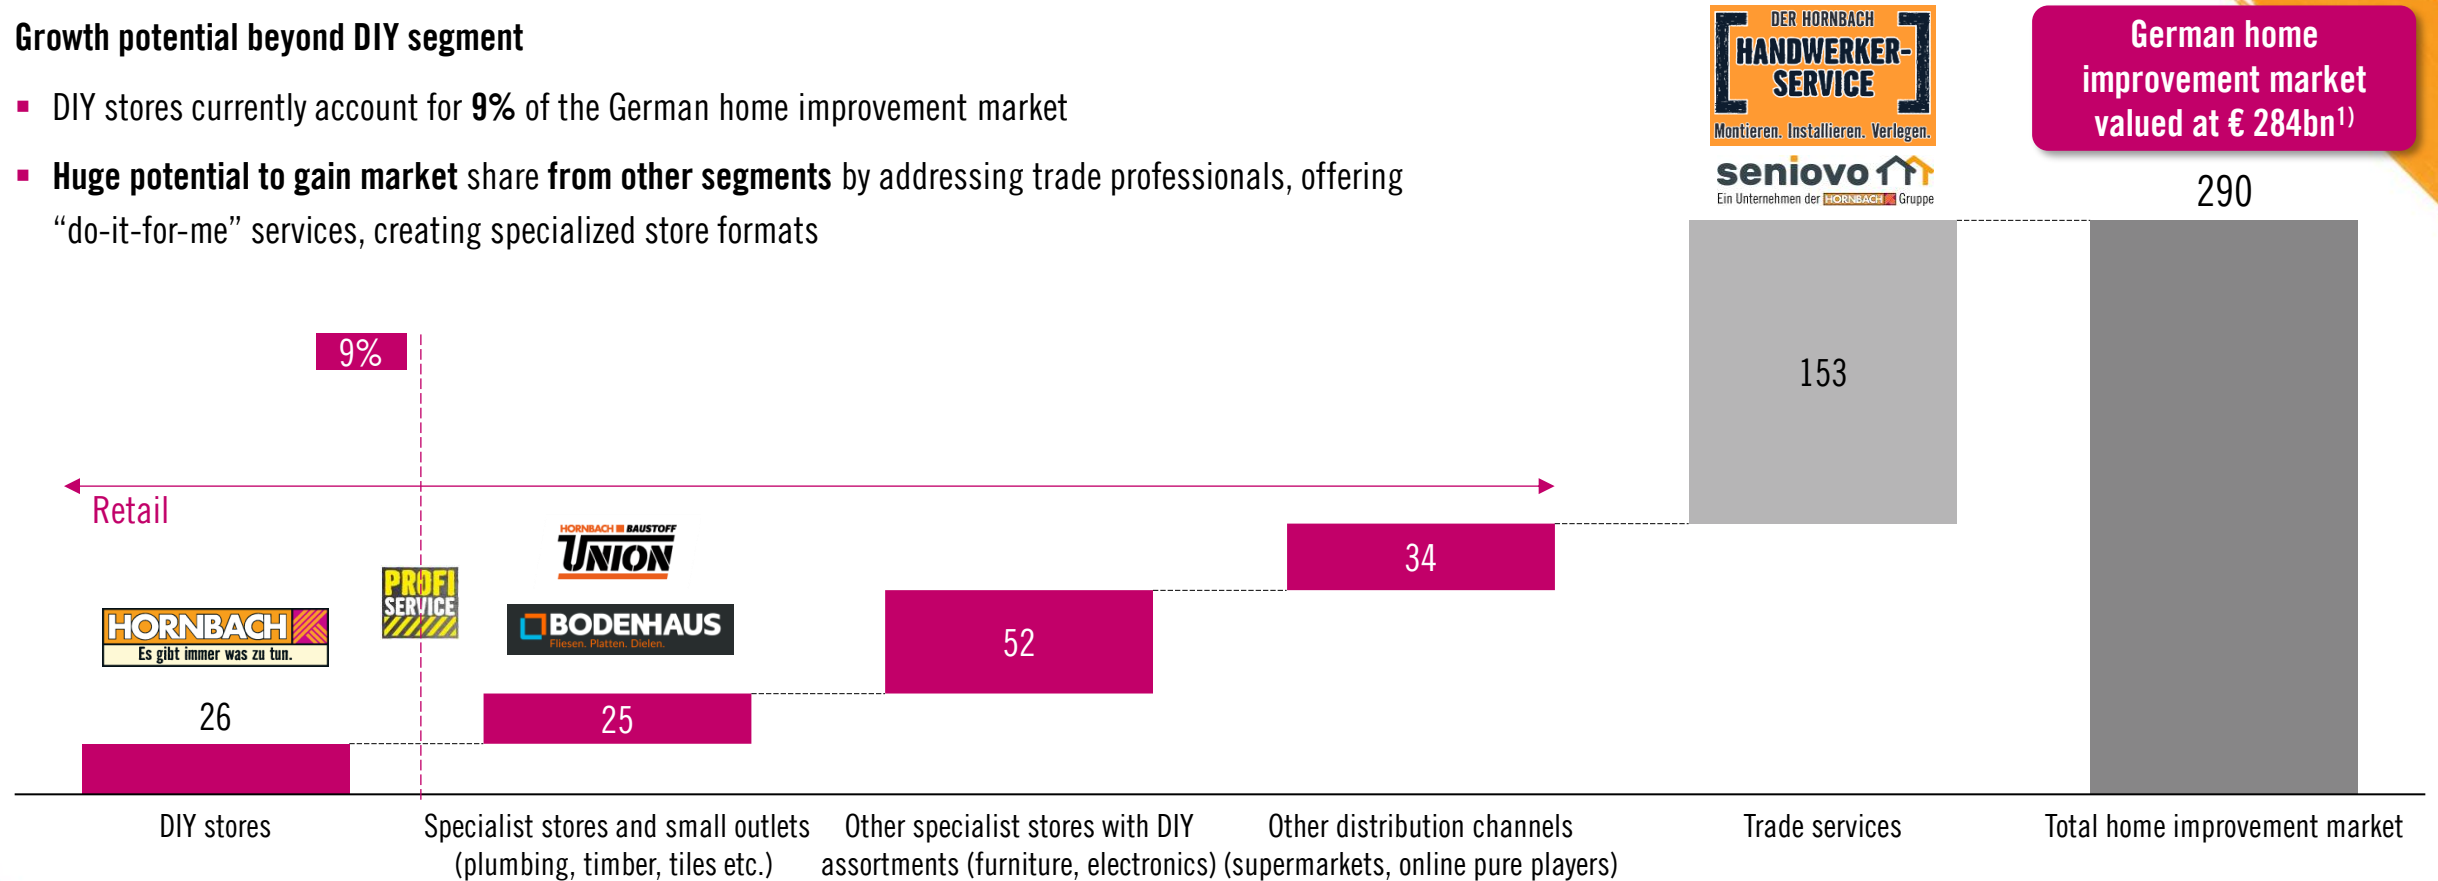 Growth potential beyond DIY segment
▪ DIY stores currently account for 9% of the German home improvement market
▪ Huge potential to gain market share from other segments by addressing trade professionals, offering
“do-it-for-me” services, creating specialized store formats
DER HORNBACH
HANDWERKER-
SERVICE
Montieren. Installieren. Verlegen.
seniovo
Ein Unternehmen der HORNBACH Gruppe
German home
improvement market
valued at € 284bn¹⁾
290
9%
153
Retail
HORNBACH BAUSTOFF
UNION
34
PROFI
SERVICE
HORNBACH
Es gibt immer was zu tun.
BODENHAUS
Fliesen. Platten. Dielen.
52
26
25
DIY stores
Specialist stores and small outlets
(plumbing, timber, tiles etc.)
Other specialist stores with DIY
assortments (furniture, electronics)
Other distribution channels
(supermarkets, online pure players)
Trade services
Total home improvement market